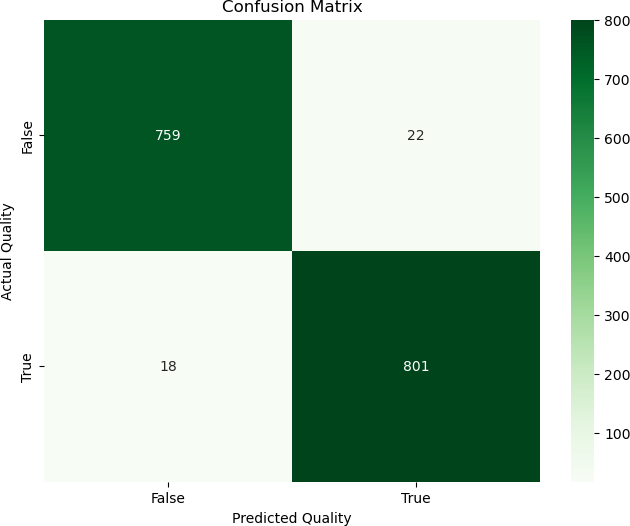 Confusion Matrix
Actual Quality
False
True
759
22
18
801
False
True
Predicted Quality
800
700
600
500
400
300
200
100